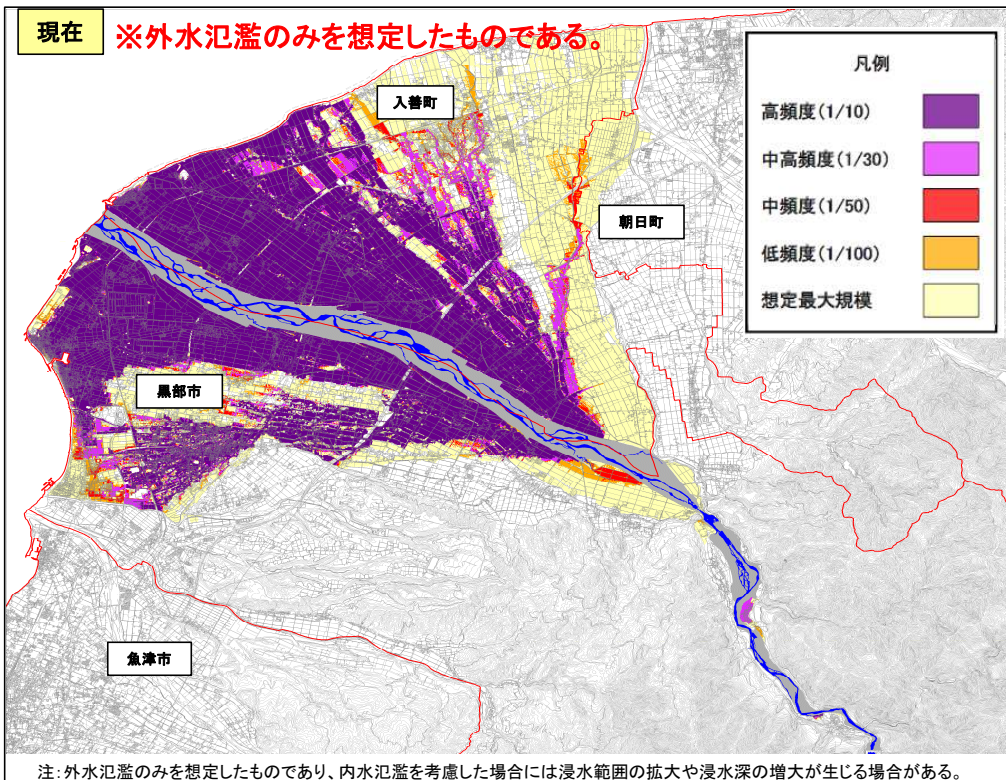 現在
※外水氾濫のみを想定したものである。
凡例
高頻度(1/10)
中高頻度(1/30)
中頻度(1/50)
低頻度(1/100)
想定最大規模
入善町
朝日町
黒部市
魚津市
注:外水氾濫のみを想定したものであり、内水氾濫を考慮した場合には浸水範囲の拡大や浸水深の増大が生じる場合がある。